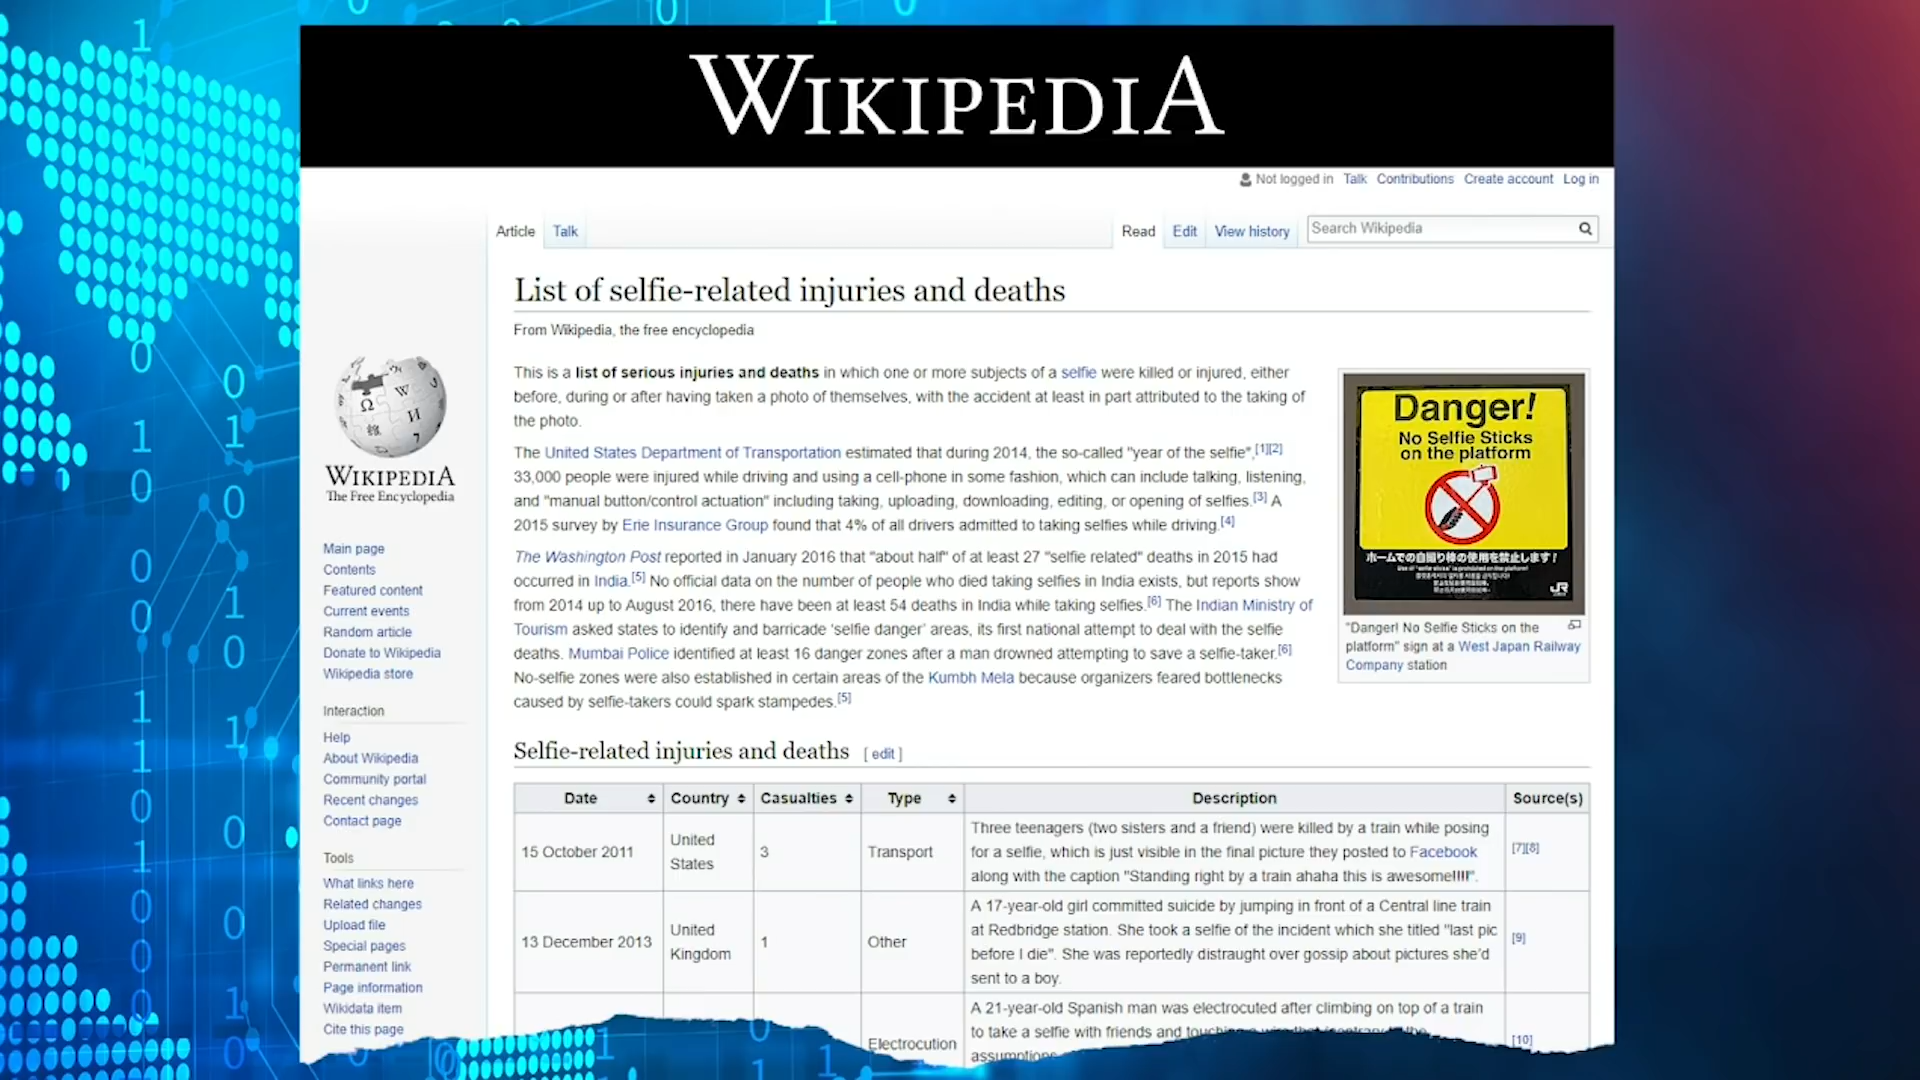 WIKIPEDIA
Not logged in Talk Contributions Create account Log in
Article Talk Read Edit View history Search Wikipedia
List of selfie-related injuries and deaths
From Wikipedia, the free encyclopedia
This is a list of serious injuries and deaths in which one or more subjects of a selfie were killed or injured, either
before, during or after having taken a photo of themselves, with the accident at least in part attributed to the taking of
the photo.
The United States Department of Transportation estimated that during 2014, the so-called "year of the selfie",[1][2]
33,000 people were injured while driving and using a cell-phone in some fashion, which can include talking, listening,
and "manual button/control actuation" including taking, uploading, downloading, editing, or opening of selfies.[3] A
2015 survey by Erie Insurance Group found that 4% of all drivers admitted to taking selfies while driving.[4]
The Washington Post reported in January 2016 that "about half" of at least 27 "selfie related" deaths in 2015 had
occurred in India.[5] No official data on the number of people who died taking selfies in India exists, but reports show
from 2014 up to August 2016, there have been at least 54 deaths in India while taking selfies.[6] The Indian Ministry of
Tourism asked states to identify and barricade 'selfie danger' areas, its first national attempt to deal with the selfie
deaths. Mumbai Police identified at least 16 danger zones after a man drowned attempting to save a selfie-taker.[6]
No-selfie zones were also established in certain areas of the Kumbh Mela because organizers feared bottlenecks
caused by selfie-takers could spark stampedes.[5]
Danger!
No Selfie Sticks
on the platform
ホームでの自撮り棒の使用を禁止します!
JR
"Danger! No Selfie Sticks on the
platform" sign at a West Japan Railway
Company station
WIKIPEDIA
The Free Encyclopedia
Main page
Contents
Featured content
Current events
Random article
Donate to Wikipedia
Wikipedia store
Interaction
Help
About Wikipedia
Community portal
Recent changes
Contact page
Tools
What links here
Related changes
Upload file
Special pages
Permanent link
Page information
Wikidata item
Cite this page
Selfie-related injuries and deaths [ edit ]
Date Country Casualties Type Description Source(s)
15 October 2011
United
States
3
Transport
Three teenagers (two sisters and a friend) were killed by a train while posing
for a selfie, which is just visible in the final picture they posted to Facebook
along with the caption "Standing right by a train ahaha this is awesome!!!!".
[7][8]
13 December 2013
United
Kingdom
1
Other
A 17-year-old girl committed suicide by jumping in front of a Central line train
at Redbridge station. She took a selfie of the incident which she titled "last pic
before I die". She was reportedly distraught over gossip about pictures she'd
sent to a boy.
[9]
Electrocution
A 21-year-old Spanish man was electrocuted after climbing on top of a train
to take a selfie with friends and touching
assumptions
[10]